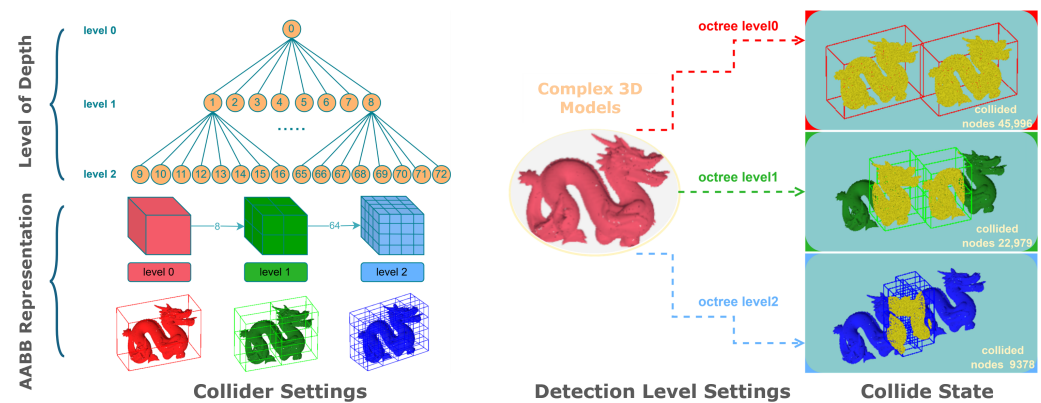 Level of Depth
level 0
0
level 1
1 2 3 4 5 6 7 8
.....
level 2
9 10 11 12 13 14 15 16 65 66 67 68 69 70 71 72
AABB Representation
8
64
level 0
level 1
level 2
Collider Settings
Complex 3D
Models
octree level0
octree level1
octree level2
Detection Level Settings
collided
nodes 45,996
collided
nodes 22,979
collided
nodes 9378
Collide State